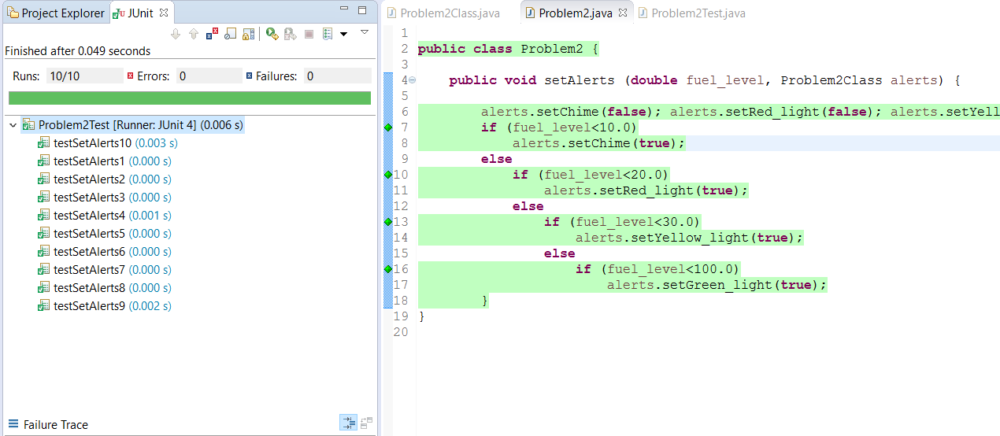 Project Explorer JUnit
Finished after 0.049 seconds
Runs: 10/10 Errors: 0 Failures: 0
Problem2Test [Runner: JUnit 4] (0.006 s)
testSetAlerts10 (0.003 s)
testSetAlerts1 (0.000 s)
testSetAlerts2 (0.000 s)
testSetAlerts3 (0.000 s)
testSetAlerts4 (0.001 s)
testSetAlerts5 (0.000 s)
testSetAlerts6 (0.000 s)
testSetAlerts7 (0.000 s)
testSetAlerts8 (0.000 s)
testSetAlerts9 (0.002 s)
Failure Trace
Problem2Class.java Problem2.java Problem2Test.java
1
2 public class Problem2 {
3
4 public void setAlerts (double fuel_level, Problem2Class alerts) {
5
6 alerts.setChime(false); alerts.setRed_light(false); alerts.setYell
7 if (fuel_level<10.0)
8 alerts.setChime(true);
9 else
10 if (fuel_level<20.0)
11 alerts.setRed_light(true);
12 else
13 if (fuel_level<30.0)
14 alerts.setYellow_light(true);
15 else
16 if (fuel_level<100.0)
17 alerts.setGreen_light(true);
18 }
19 }
20